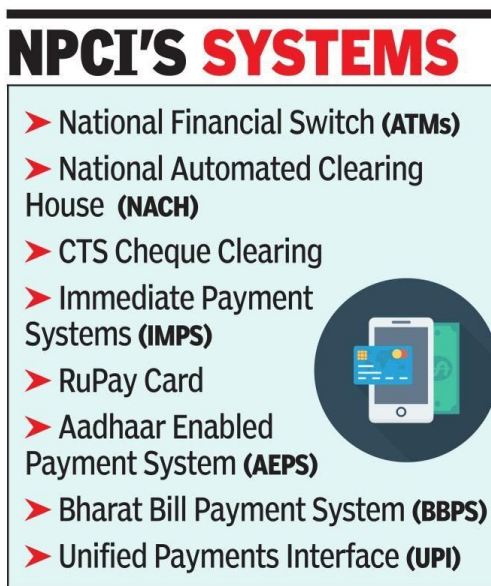 NPCI'S SYSTEMS
➤ National Financial Switch (ATMs)
➤ National Automated Clearing
House (NACH)
➤ CTS Cheque Clearing
➤ Immediate Payment
Systems (IMPS)
➤ RuPay Card
➤ Aadhaar Enabled
Payment System (AEPS)
➤ Bharat Bill Payment System (BBPS)
➤ Unified Payments Interface (UPI)